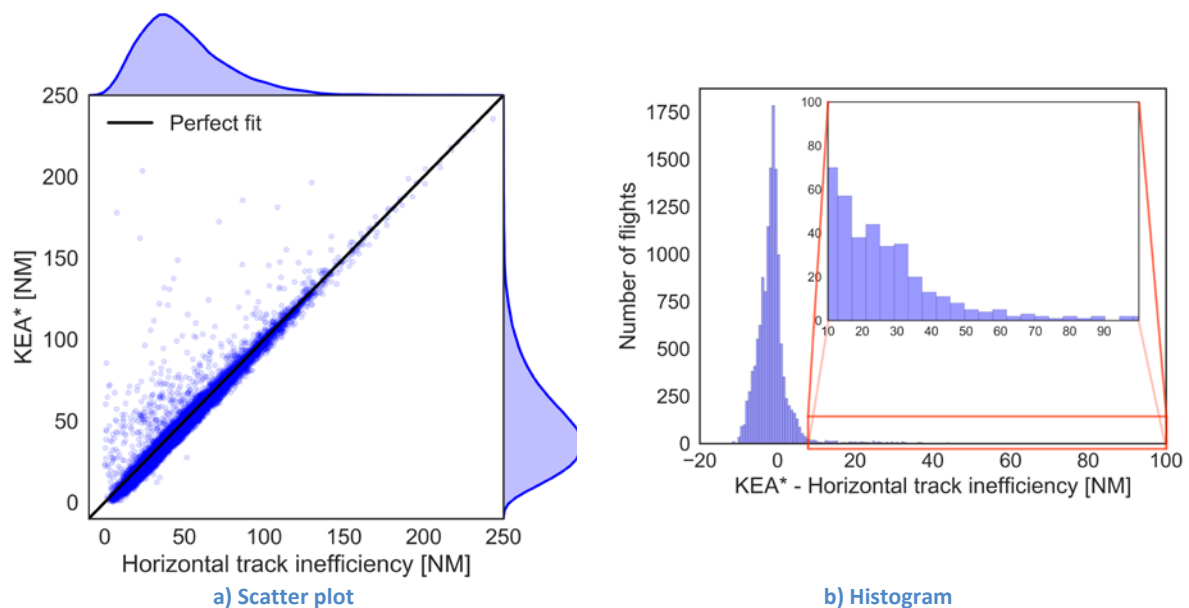 250
200
150
100
50
0
KEA* [NM]
Perfect fit
0 50 100 150 200 250
Horizontal track inefficiency [NM]
a) Scatter plot
1750
1500
1250
1000
750
500
250
0
Number of flights
100
80
60
40
20
0
10 20 30 40 50 60 70 80 90
−20 0 20 40 60 80 100
KEA* - Horizontal track inefficiency [NM]
b) Histogram